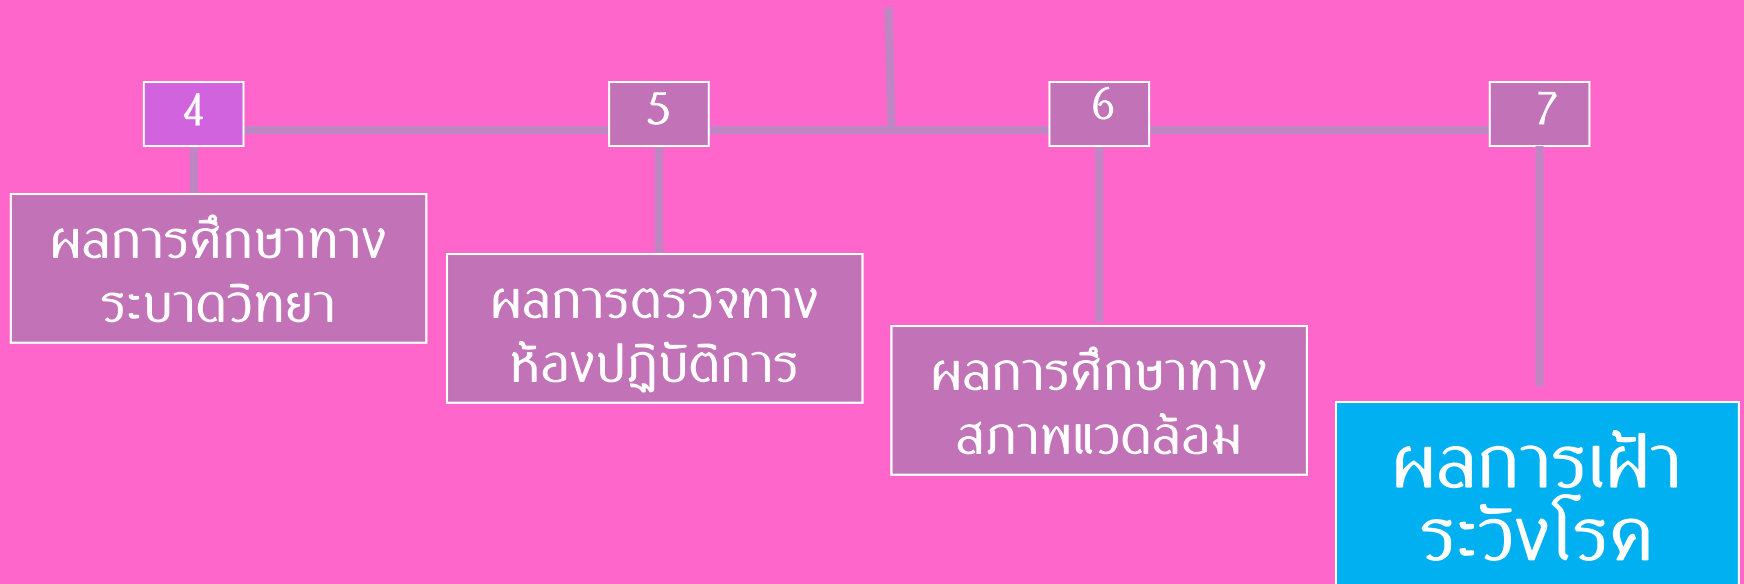 4
5
6
7
ผลการศึกษาทาง
ระบาดวิทยา
ผลการตรวจทาง
ห้องปฏิบัติการ
ผลการศึกษาทาง
สภาพแวดล้อม
ผลการเฝ้า
ระวังโรค